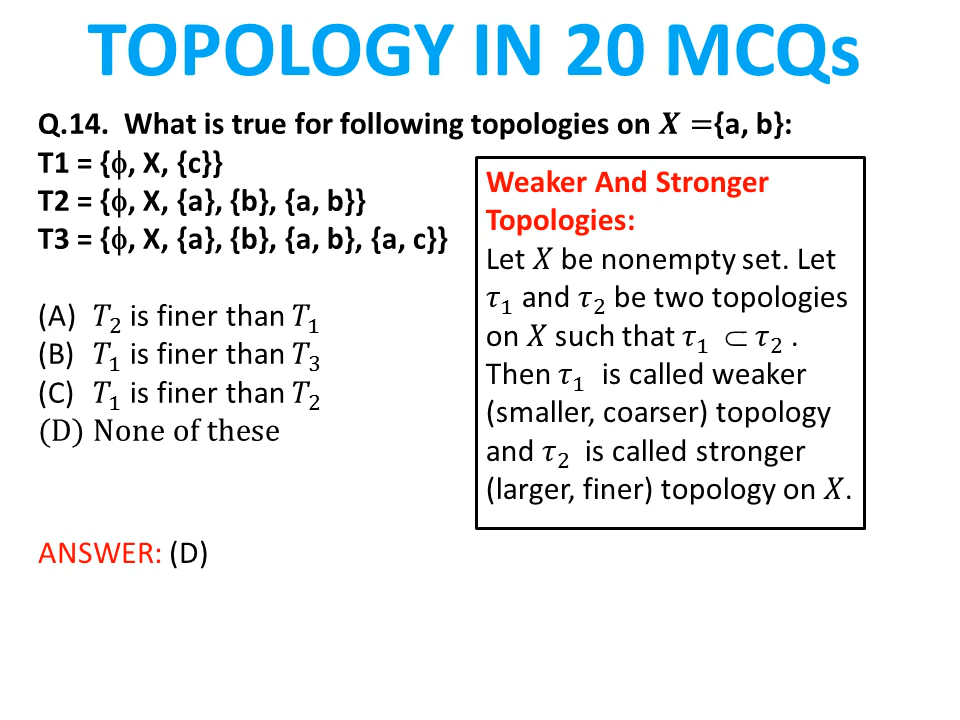 TOPOLOGY IN 20 MCQs
Q.14. What is true for following topologies on 𝑿 ={a, b}:
T1 = {ϕ, X, {c}}
T2 = {ϕ, X, {a}, {b}, {a, b}}
T3 = {ϕ, X, {a}, {b}, {a, b}, {a, c}}
(A) 𝑇₂ is finer than 𝑇₁
(B) 𝑇₁ is finer than 𝑇₃
(C) 𝑇₁ is finer than 𝑇₂
(D) None of these
ANSWER: (D)
Weaker And Stronger
Topologies:
Let 𝑋 be nonempty set. Let
𝜏₁ and 𝜏₂ be two topologies
on 𝑋 such that 𝜏₁ ⊂ 𝜏₂ .
Then 𝜏₁ is called weaker
(smaller, coarser) topology
and 𝜏₂ is called stronger
(larger, finer) topology on 𝑋.